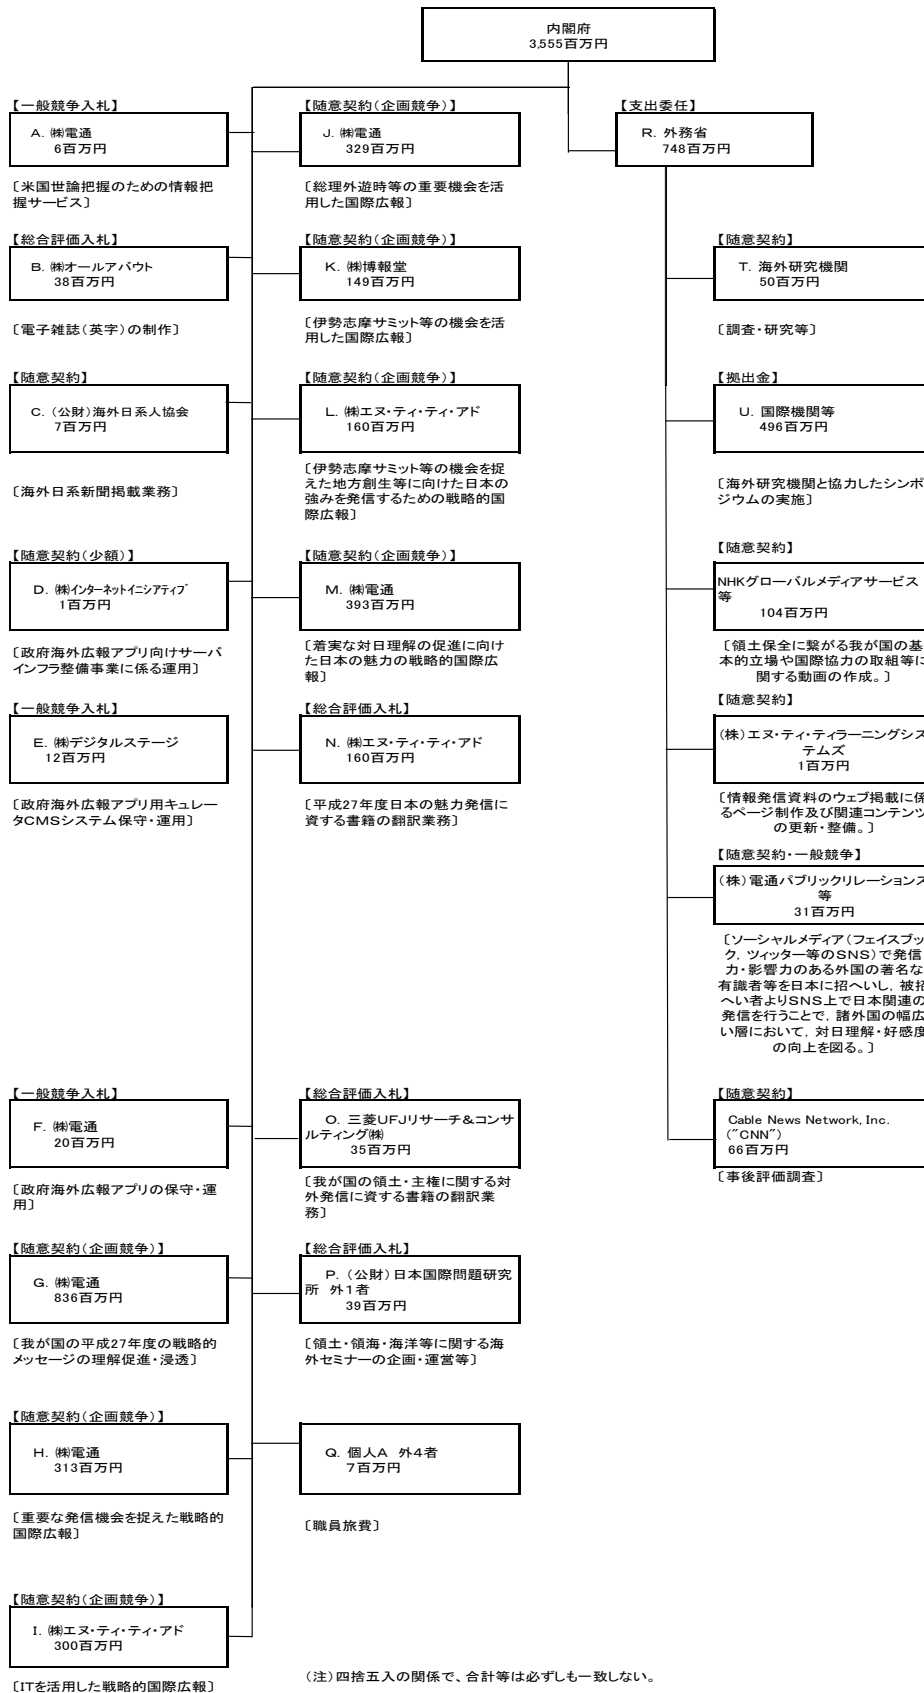 内閣府
3,555百万円
【一般競争入札】
A. ㈱電通
6百万円
〔米国世論把握のための情報把
握サービス〕
【総合評価入札】
B. ㈱オールアバウト
38百万円
〔電子雑誌(英字)の制作〕
【随意契約】
C. (公財)海外日系人協会
7百万円
〔海外日系新聞掲載業務〕
【随意契約(少額)】
D. ㈱インターネットイニシアティブ
1百万円
〔政府海外広報アプリ向けサーバ
インフラ整備事業に係る運用〕
【一般競争入札】
E. ㈱デジタルステージ
12百万円
〔政府海外広報アプリ用キュレー
タCMSシステム保守・運用〕
【一般競争入札】
F. ㈱電通
20百万円
〔政府海外広報アプリの保守・運
用〕
【随意契約(企画競争)】
G. ㈱電通
836百万円
〔我が国の平成27年度の戦略的
メッセージの理解促進・浸透〕
【随意契約(企画競争)】
H. ㈱電通
313百万円
〔重要な発信機会を捉えた戦略的
国際広報〕
【随意契約(企画競争)】
I. ㈱エヌ・ティ・ティ・アド
300百万円
〔ITを活用した戦略的国際広報〕
【随意契約(企画競争)】
J. ㈱電通
329百万円
〔総理外遊時等の重要機会を活
用した国際広報〕
【随意契約(企画競争)】
K. ㈱博報堂
149百万円
〔伊勢志摩サミット等の機会を活
用した国際広報〕
【随意契約(企画競争)】
L. ㈱エヌ・ティ・ティ・アド
160百万円
〔伊勢志摩サミット等の機会を捉
えた地方創生等に向けた日本の
強みを発信するための戦略的国
際広報〕
【随意契約(企画競争)】
M. ㈱電通
393百万円
〔着実な対日理解の促進に向け
た日本の魅力の戦略的国際広
報〕
【総合評価入札】
N. ㈱エヌ・ティ・ティ・アド
160百万円
〔平成27年度日本の魅力発信に
資する書籍の翻訳業務〕
【総合評価入札】
O. 三菱UFJリサーチ&コンサ
ルティング㈱
35百万円
〔我が国の領土・主権に関する対
外発信に資する書籍の翻訳業
務〕
【総合評価入札】
P. (公財)日本国際問題研究
所 外1者
39百万円
〔領土・領海・海洋等に関する海
外セミナーの企画・運営等〕
Q. 個人A 外4者
7百万円
〔職員旅費〕
【支出委任】
R. 外務省
748百万円
【随意契約】
T. 海外研究機関
50百万円
〔調査・研究等〕
【拠出金】
U. 国際機関等
496百万円
〔海外研究機関と協力したシンポ
ジウムの実施〕
【随意契約】
NHKグローバルメディアサービス
等
104百万円
〔領土保全に繋がる我が国の基
本的立場や国際協力の取組等に
関する動画の作成。〕
【随意契約】
(株)エヌ・ティ・ティラーニングシス
テムズ
1百万円
〔情報発信資料のウェブ掲載に係
るページ制作及び関連コンテンツ
の更新・整備。〕
【随意契約・一般競争】
(株)電通パブリックリレーションズ
等
31百万円
〔ソーシャルメディア(フェイスブッ
ク,ツィッター等のSNS)で発信
力・影響力のある外国の著名な
有識者等を日本に招へいし,被招
へい者よりSNS上で日本関連の
発信を行うことで,諸外国の幅広
い層において,対日理解・好感度
の向上を図る。〕
【随意契約】
Cable News Network, Inc.
("CNN")
66百万円
〔事後評価調査〕
(注)四捨五入の関係で、合計等は必ずしも一致しない。